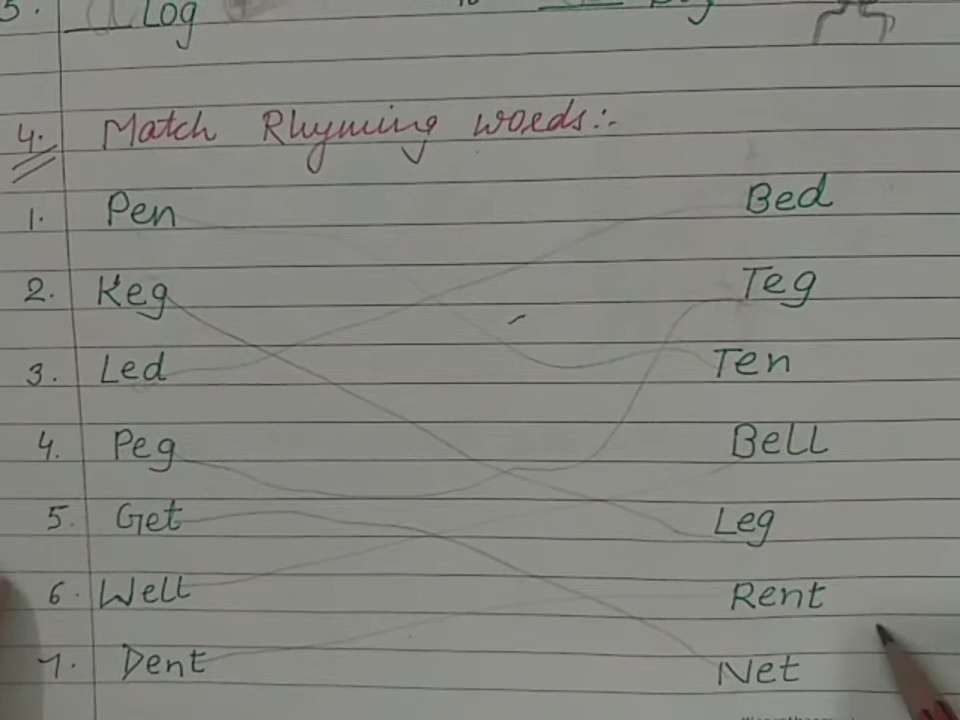 5. Log
4. Match Rhyming words:-
1. Pen Bed
2. Keg Teg
3. Led Ten
4. Peg Bell
5. Get Leg
6. Well Rent
7. Dent Net